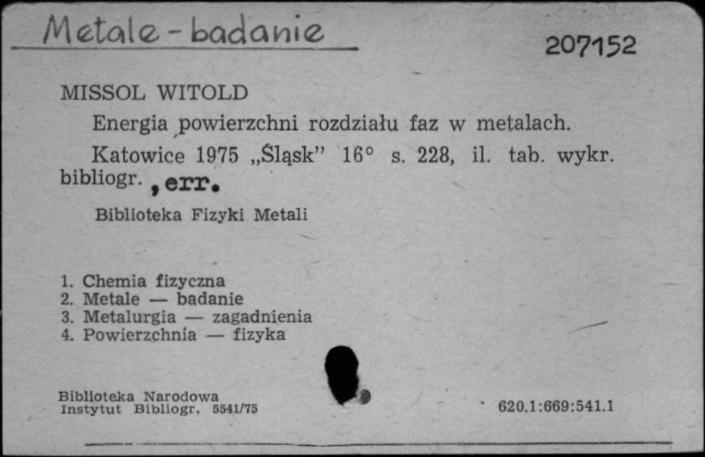 Metale - badanie
207152
MISSOL WITOLD
Energia powierzchni rozdziału faz w metalach.
Katowice 1975 „Śląsk” 16° s. 228, il. tab. wykr.
bibliogr. , err.
Biblioteka Fizyki Metali
1. Chemia fizyczna
2. Metale — badanie
3. Metalurgia — zagadnienia
4. Powierzchnia — fizyka
Biblioteka Narodowa
Instytut Bibliogr. 5541/75
620.1:669:541.1